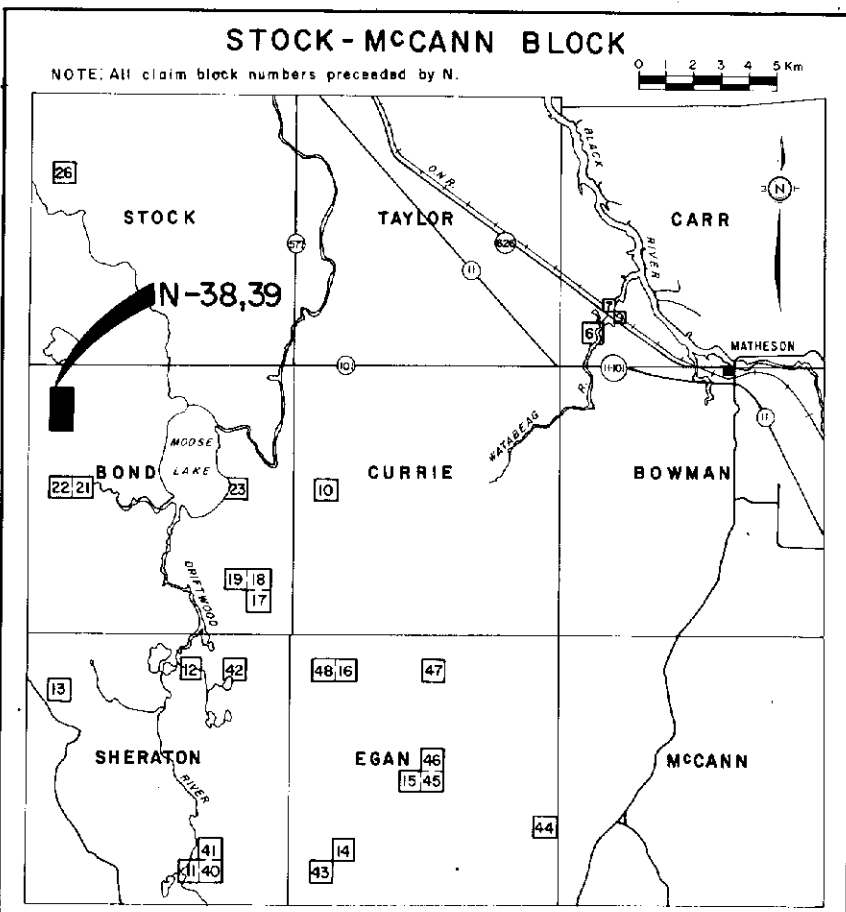 STOCK-McCANN BLOCK
NOTE: All claim block numbers preceeded by N.
0 1 2 3 4 5 Km
BLACK
RIVER
O.N.R.
N
26
STOCK
TAYLOR
CARR
577
626
11
N-38,39
7
9
6
MATHESON
101
11-101
11
MOOSE
LAKE
WATABEAG
R.
BOND
CURRIE
BOWMAN
22 21
23
10
19 18
17
DRIFTWOOD
12
42
48 16
47
13
SHERATON
EGAN
McCANN
46
15 45
RIVER
44
41
14
11 40
43